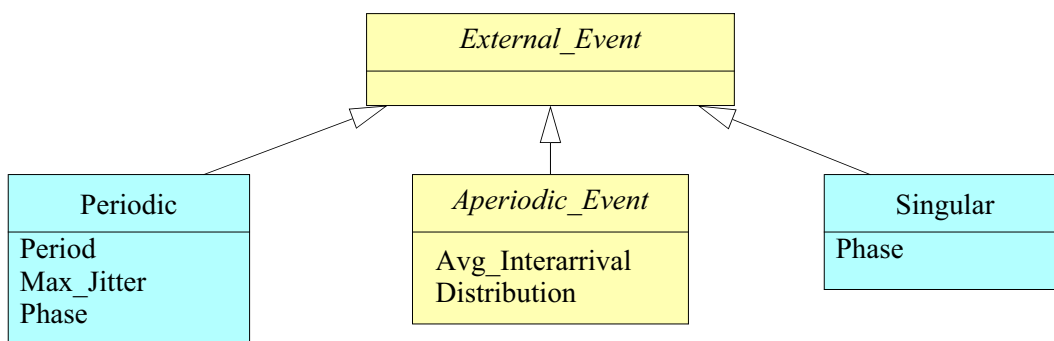 External_Event
Periodic
Period
Max_Jitter
Phase
Aperiodic_Event
Avg_Interarrival
Distribution
Singular
Phase